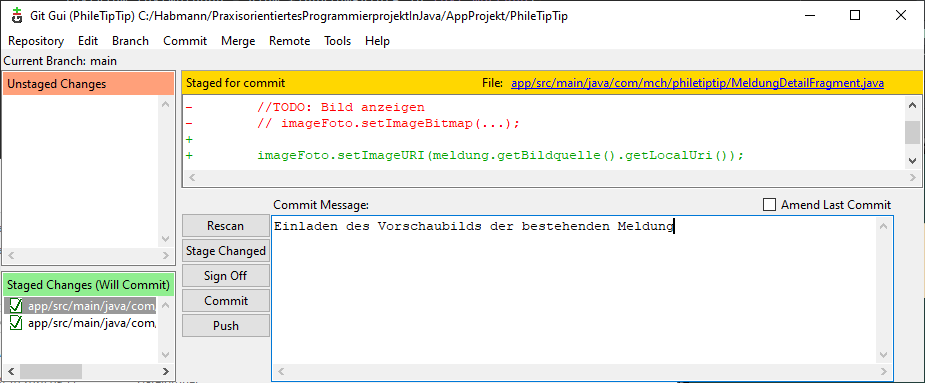 Git Gui (PhileTipTip) C:/Habmann/PraxisorientiertesProgrammierprojektInJava/AppProjekt/PhileTipTip
Repository Edit Branch Commit Merge Remote Tools Help
Current Branch: main
Unstaged Changes
Staged for commit File: app/src/main/java/com/mch/philetiptip/MeldungDetailFragment.java
- //TODO: Bild anzeigen
- // imageFoto.setImageBitmap(...);
+
+ imageFoto.setImageURI(meldung.getBildquelle().getLocalUri());
Commit Message: Amend Last Commit
Einladen des Vorschaubilds der bestehenden Meldung
Rescan
Stage Changed
Sign Off
Commit
Push
Staged Changes (Will Commit)
app/src/main/java/com/
app/src/main/java/com/